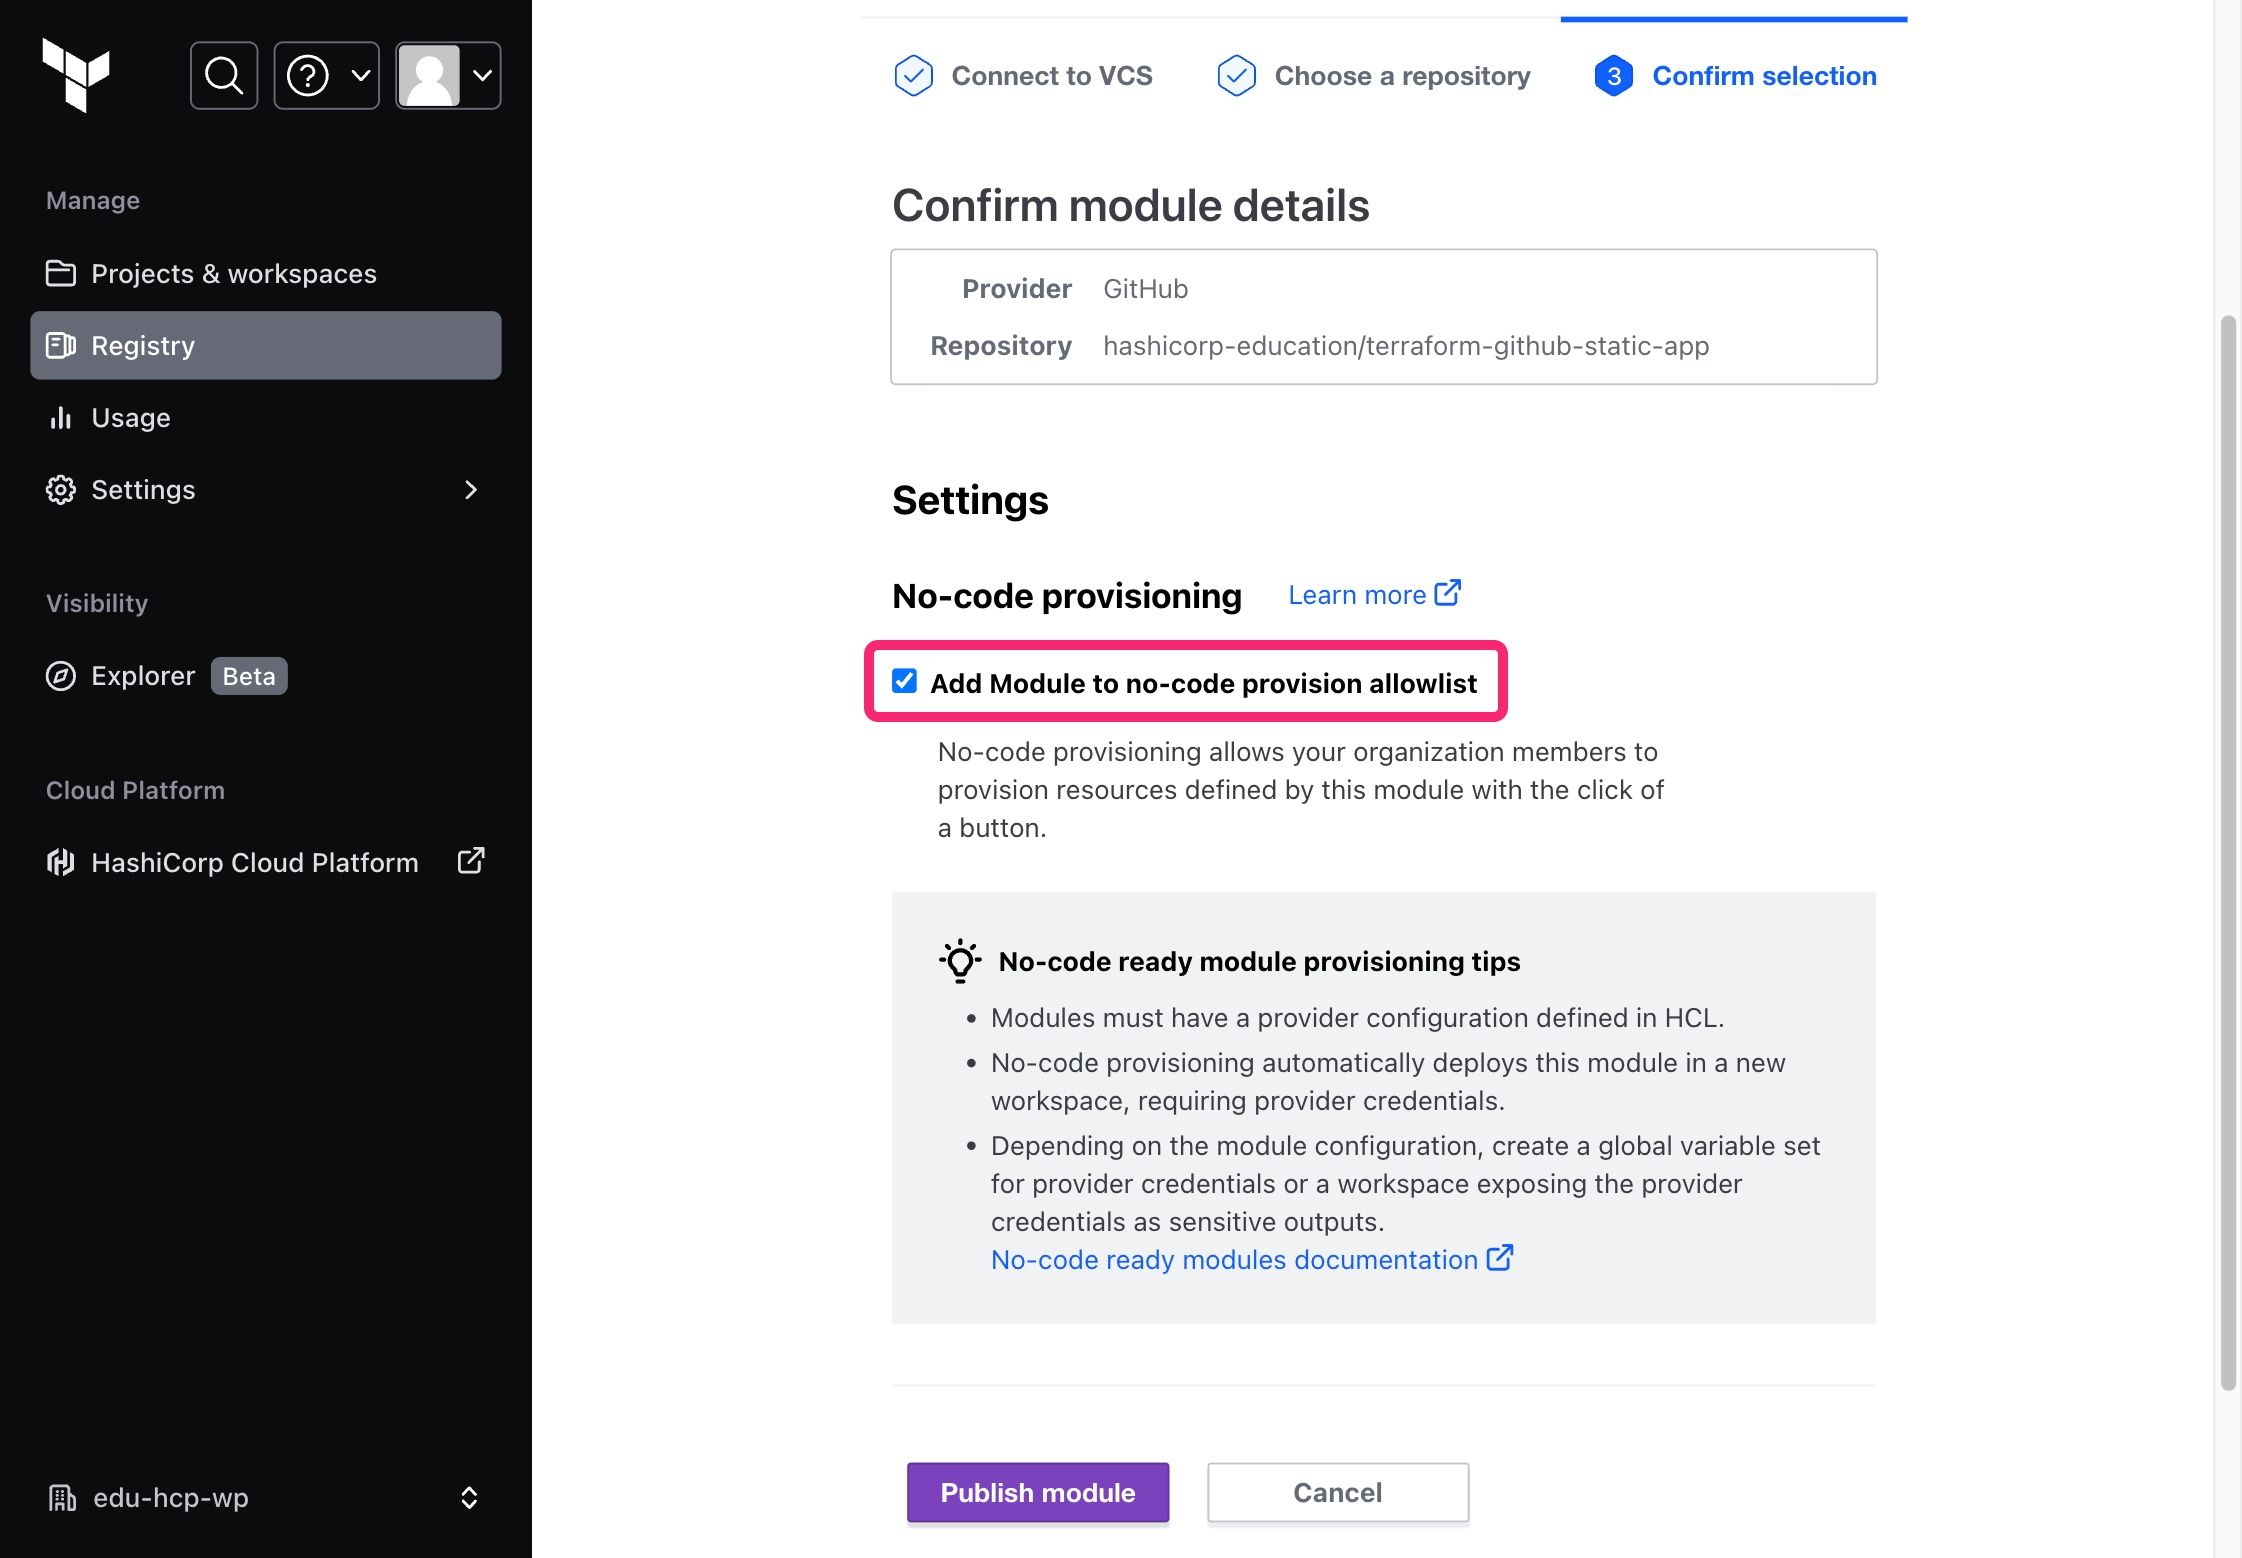 Manage
Projects & workspaces
Registry
Usage
Settings
Visibility
Explorer Beta
Cloud Platform
HashiCorp Cloud Platform
edu-hcp-wp
Connect to VCS
Choose a repository
3 Confirm selection
Confirm module details
Provider GitHub
Repository hashicorp-education/terraform-github-static-app
Settings
No-code provisioning Learn more
Add Module to no-code provision allowlist
No-code provisioning allows your organization members to
provision resources defined by this module with the click of
a button.
No-code ready module provisioning tips
• Modules must have a provider configuration defined in HCL.
• No-code provisioning automatically deploys this module in a new
workspace, requiring provider credentials.
• Depending on the module configuration, create a global variable set
for provider credentials or a workspace exposing the provider
credentials as sensitive outputs.
No-code ready modules documentation
Publish module
Cancel